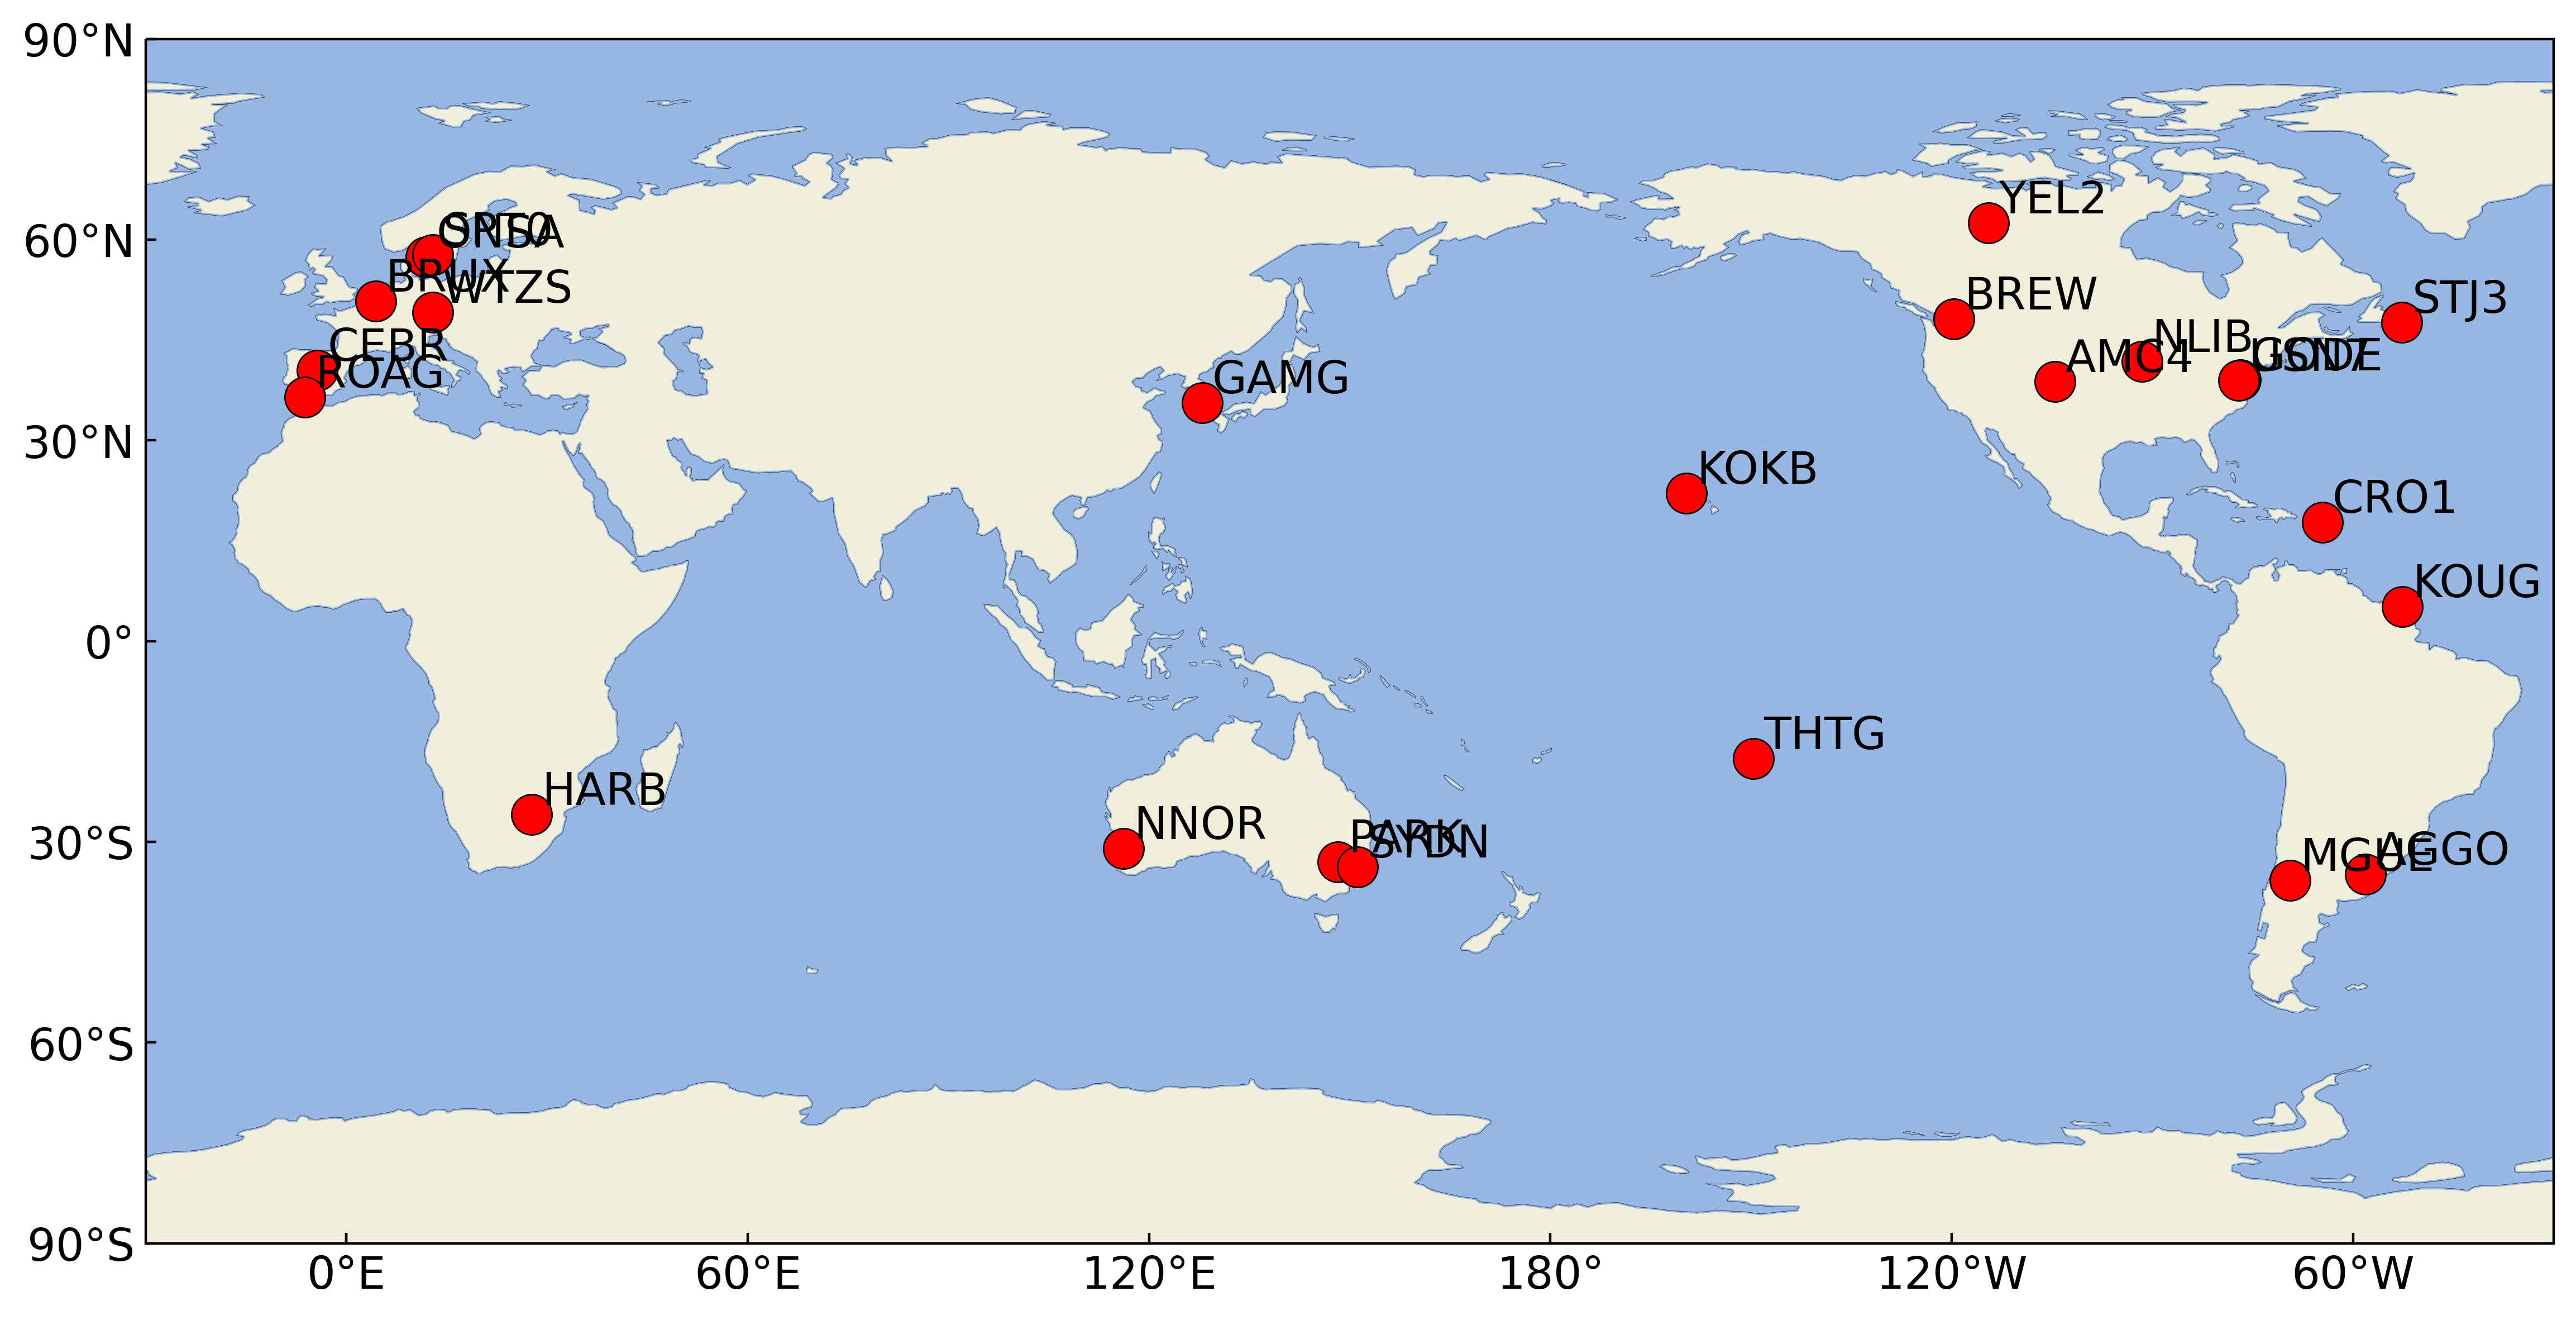 90°N
60°N
30°N
0°
30°S
60°S
90°S
0°E
60°E
120°E
180°
120°W
60°W
YEL2
SPT0
ONSA
BRUX
WTZS
CEBR
ROAG
GAMG
BREW
STJ3
NLIB
AMC4
USN7
GODE
KOKB
CRO1
KOUG
THTG
HARB
NNOR
PARK
SYDN
MGUE
AGGO